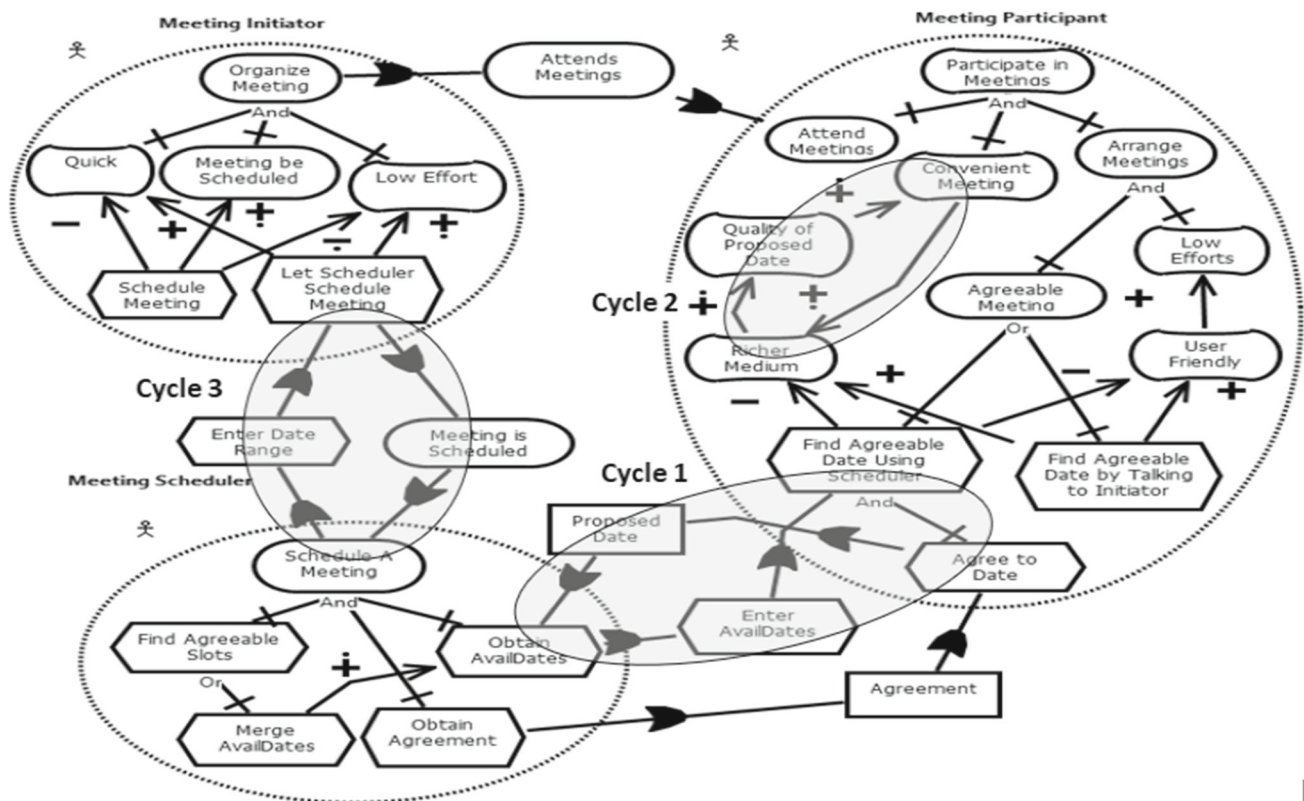 Meeting Initiator
Meeting Participant
Organize
Meeting
And
Attends
Meetings
Participate in
Meetings
And
Quick
Meeting be
Scheduled
Low Effort
Attend
Meetings
Convenient
Meeting
Arrange
Meetings
And
Quality of
Proposed
Date
Low
Efforts
Schedule
Meeting
Let Scheduler
Schedule
Meeting
Agreeable
Meeting
Or
Cycle 2
Richer
Medium
User
Friendly
Cycle 3
Enter Date
Range
Meeting is
Scheduled
Meeting Scheduler
Cycle 1
Find Agreeable
Date Using
Scheduler
And
Find Agreeable
Date by Talking
to Initiator
Proposed
Date
Schedule A
Meeting
And
Agree to
Date
Find Agreeable
Slots
Or
Obtain
AvailDates
Enter
AvailDates
Merge
AvailDates
Obtain
Agreement
Agreement